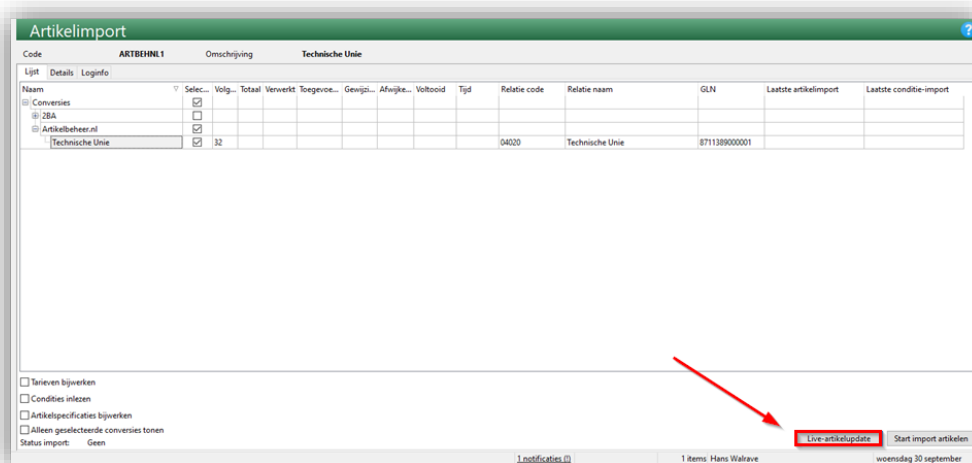 Artikelimport
Code ARTBEHNL1 Omschrijving Technische Unie
Lijst Details Loginfo
Naam Selec... Volg... Totaal Verwerkt Toegevoe... Gewijzi... Afwijke... Voltooid Tijd Relatie code Relatie naam GLN Laatste artikelimport Laatste conditie-import
Conversies
2BA
Artikelbeheer.nl
Technische Unie 32 04020 Technische Unie 8711389000001
Tarieven bijwerken
Condities inlezen
Artikelspecificaties bijwerken
Alleen geselecteerde conversies tonen
Status import: Geen
Live-artikelupdate Start import artikelen
1 notificaties (!) 1 items Hans Walrave woensdag 30 september